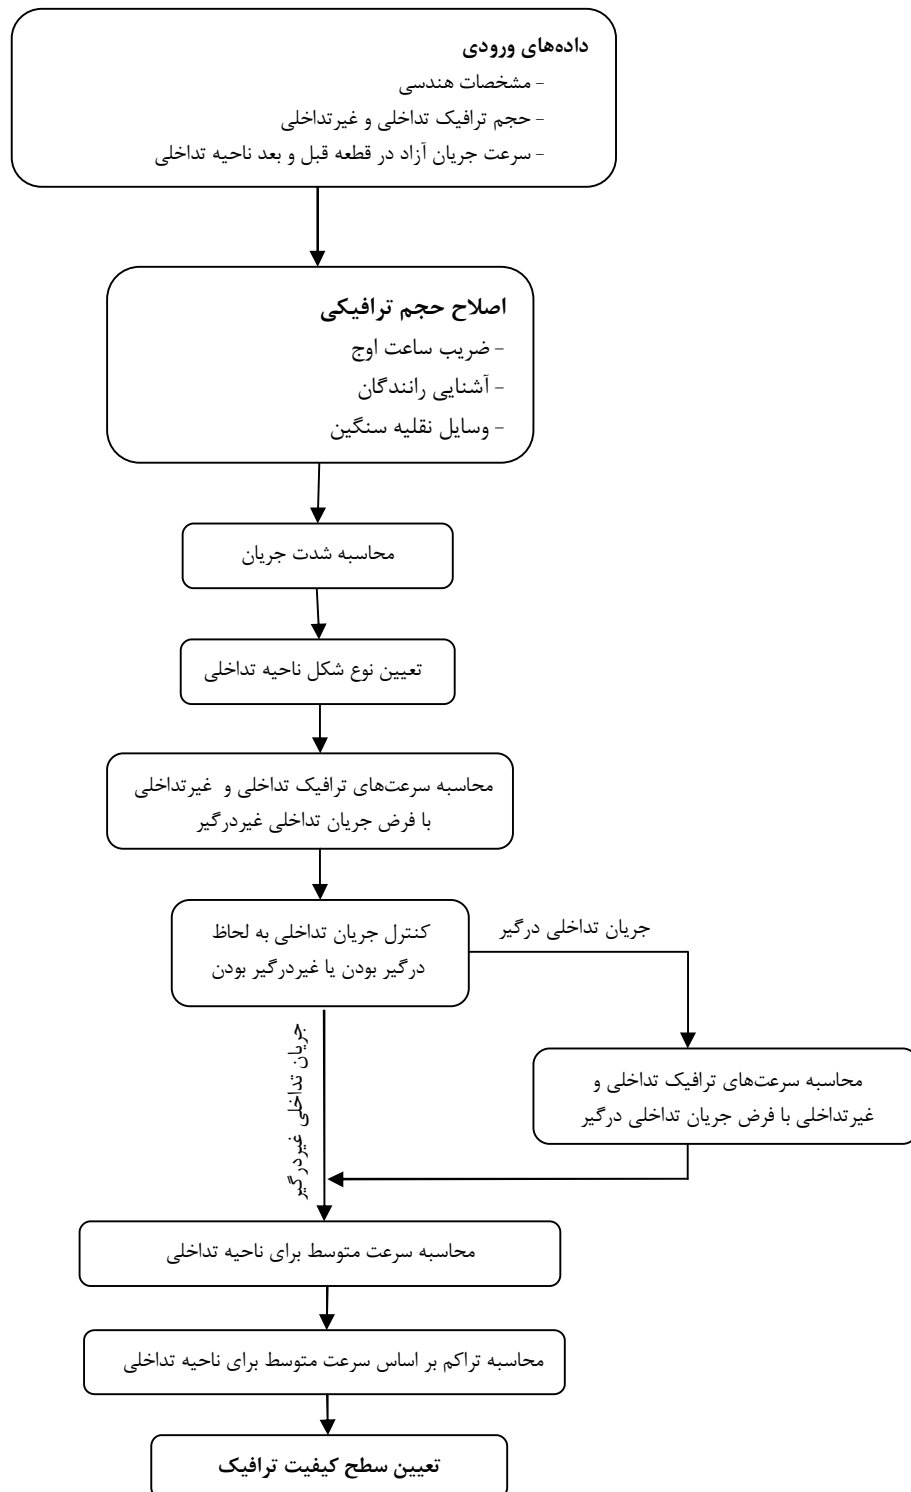 داده‌های ورودی
- مشخصات هندسی
- حجم ترافیک تداخلی و غیرتداخلی
- سرعت جریان آزاد در قطعه قبل و بعد ناحیه تداخلی
اصلاح حجم ترافیکی
- ضریب ساعت اوج
- آشنایی رانندگان
- وسایل نقلیه سنگین
محاسبه شدت جریان
تعیین نوع شکل ناحیه تداخلی
محاسبه سرعت‌های ترافیک تداخلی و غیرتداخلی
با فرض جریان تداخلی غیردرگیر
کنترل جریان تداخلی به لحاظ
درگیر بودن یا غیردرگیر بودن
جریان تداخلی درگیر
جریان تداخلی غیردرگیر
محاسبه سرعت‌های ترافیک تداخلی و
غیرتداخلی با فرض جریان تداخلی درگیر
محاسبه سرعت متوسط برای ناحیه تداخلی
محاسبه تراکم بر اساس سرعت متوسط برای ناحیه تداخلی
تعیین سطح کیفیت ترافیک